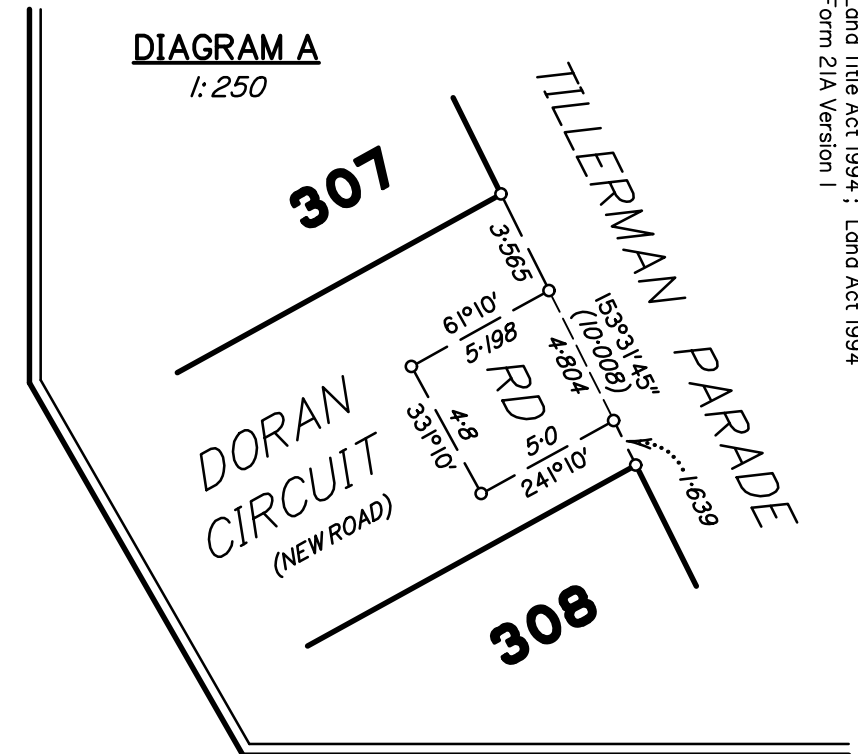 DIAGRAM A
1:250
Land Title Act 1994 ; Land Act 1994
Form 21A Version 1
TILLERMAN PARADE
307
3·565
153°31'45"
(10·008)
4·804
61°10'
5·198
RD
4·8
331°10'
5·0
241°10'
1·639
DORAN
CIRCUIT
(NEW ROAD)
308